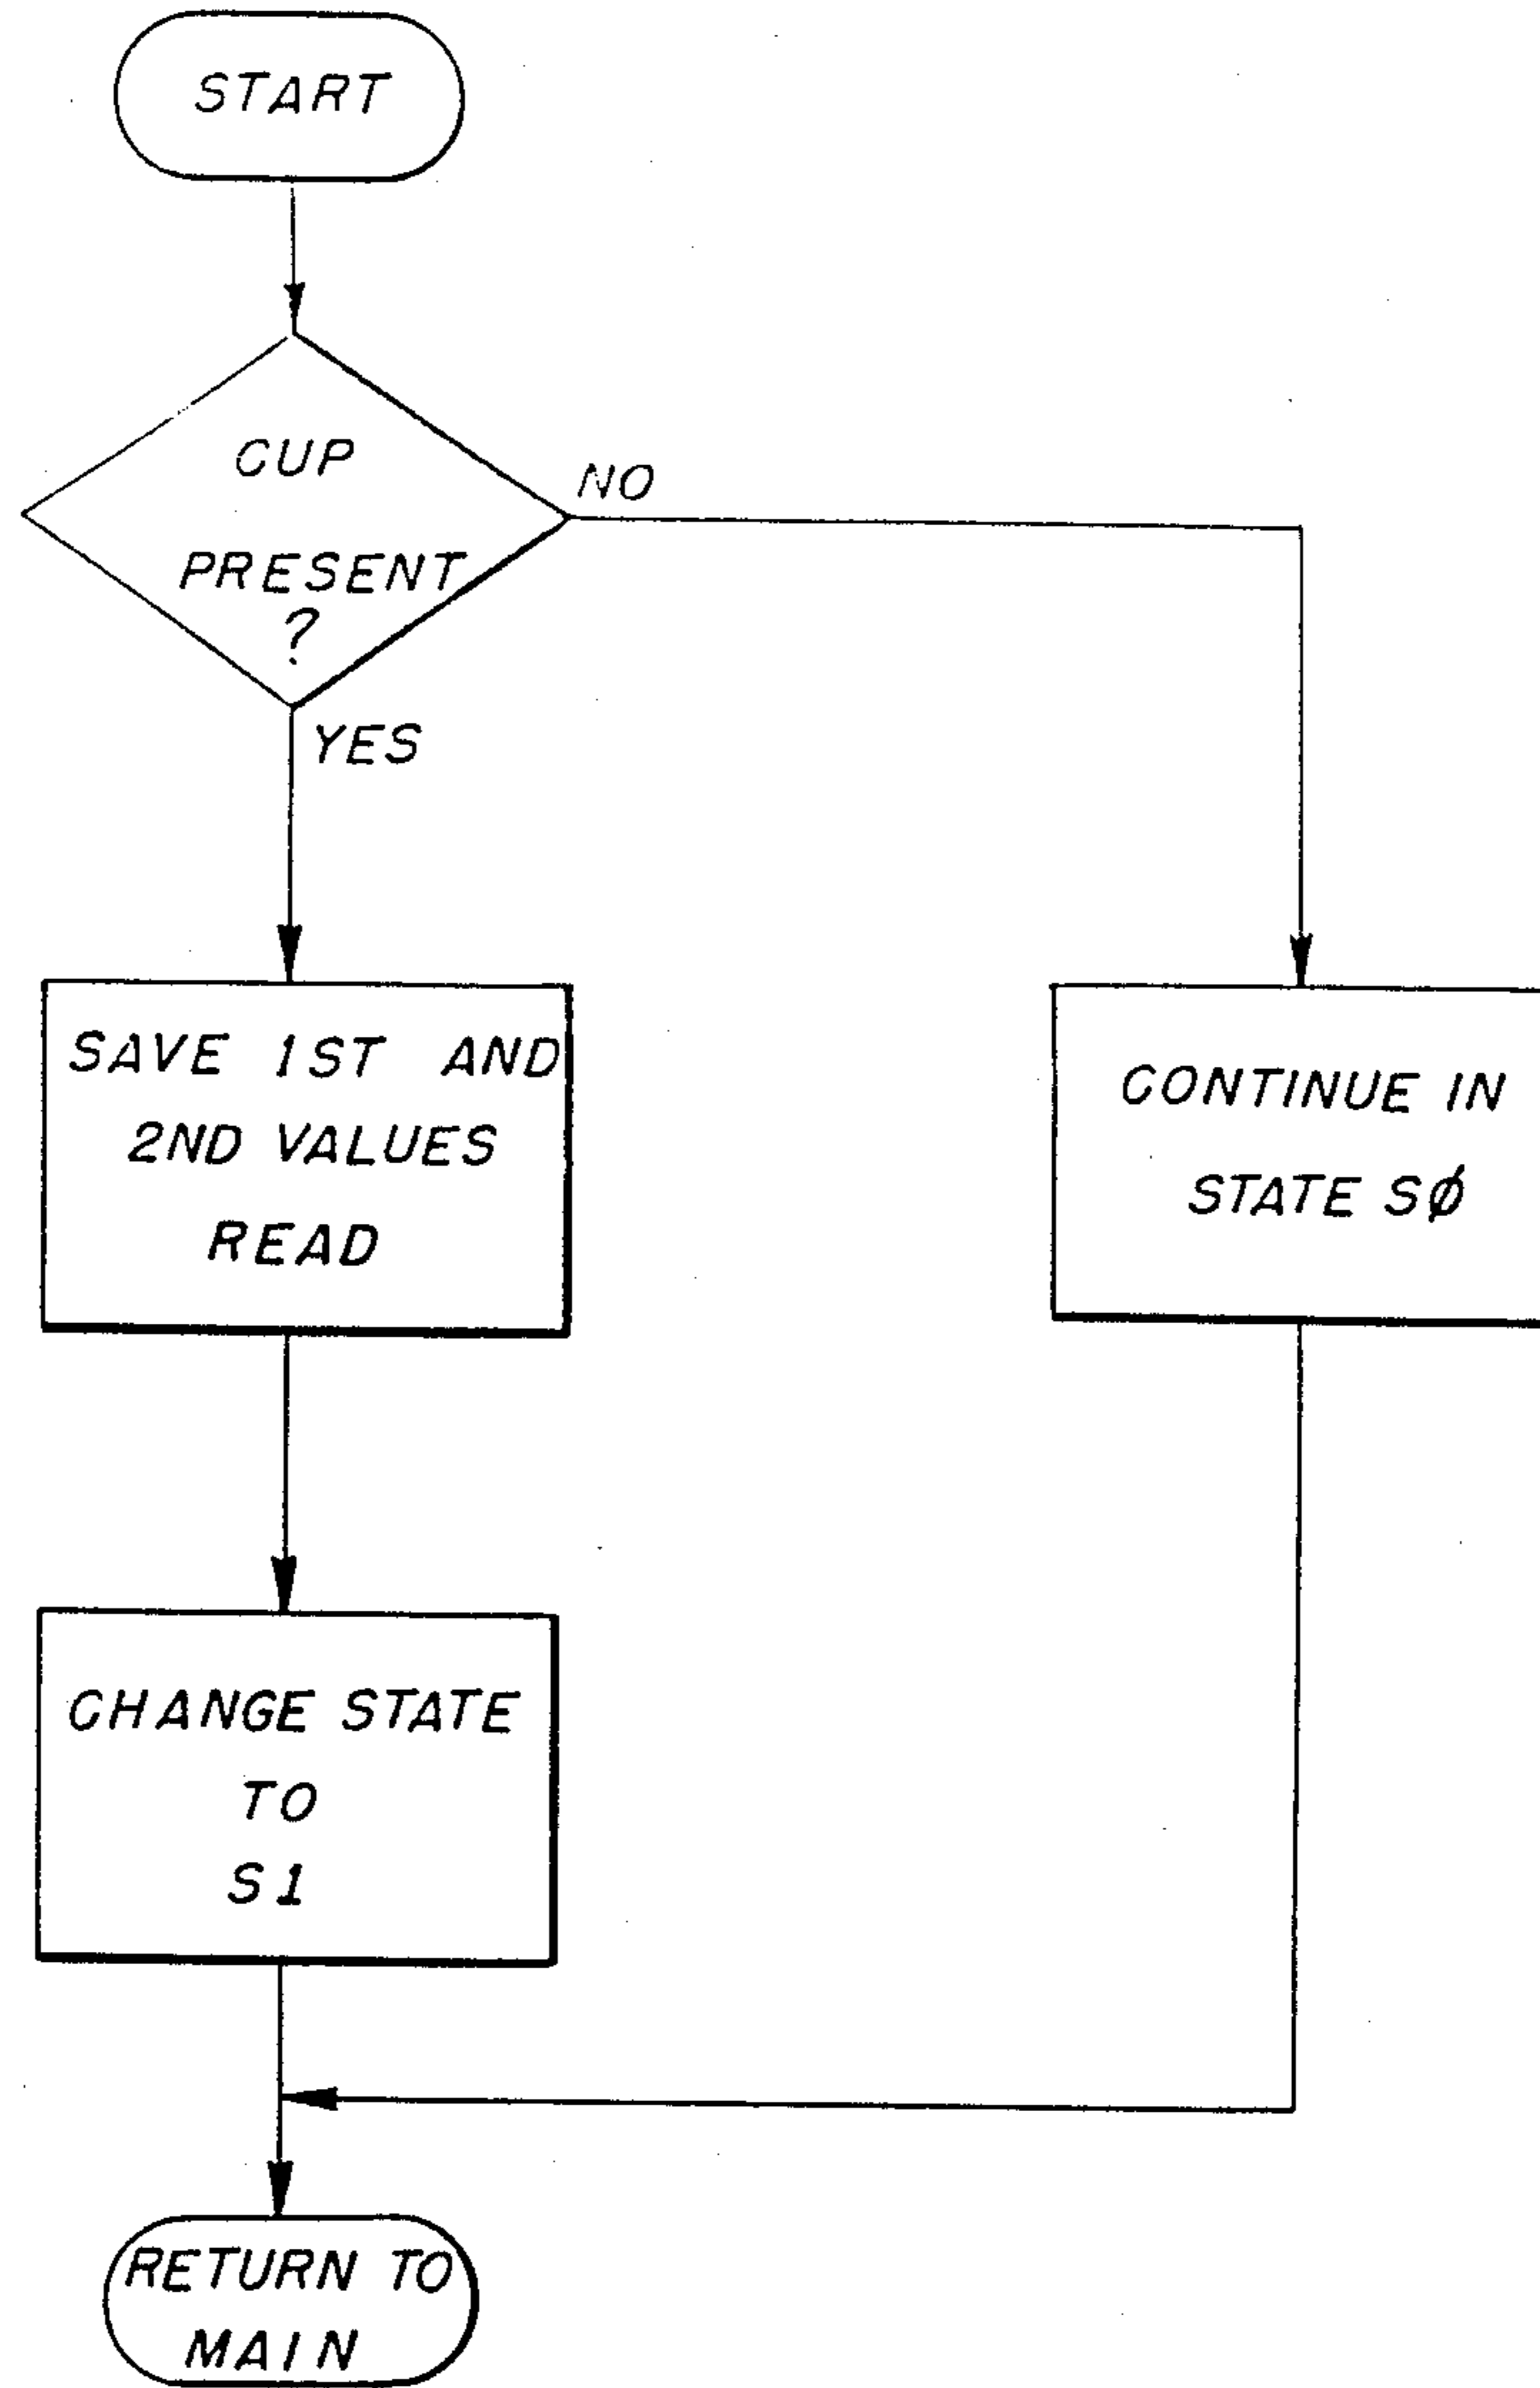 START
CUP
PRESENT
?
NO
YES
SAVE 1ST AND
2ND VALUES
READ
CONTINUE IN
STATE SØ
CHANGE STATE
TO
S1
RETURN TO
MAIN